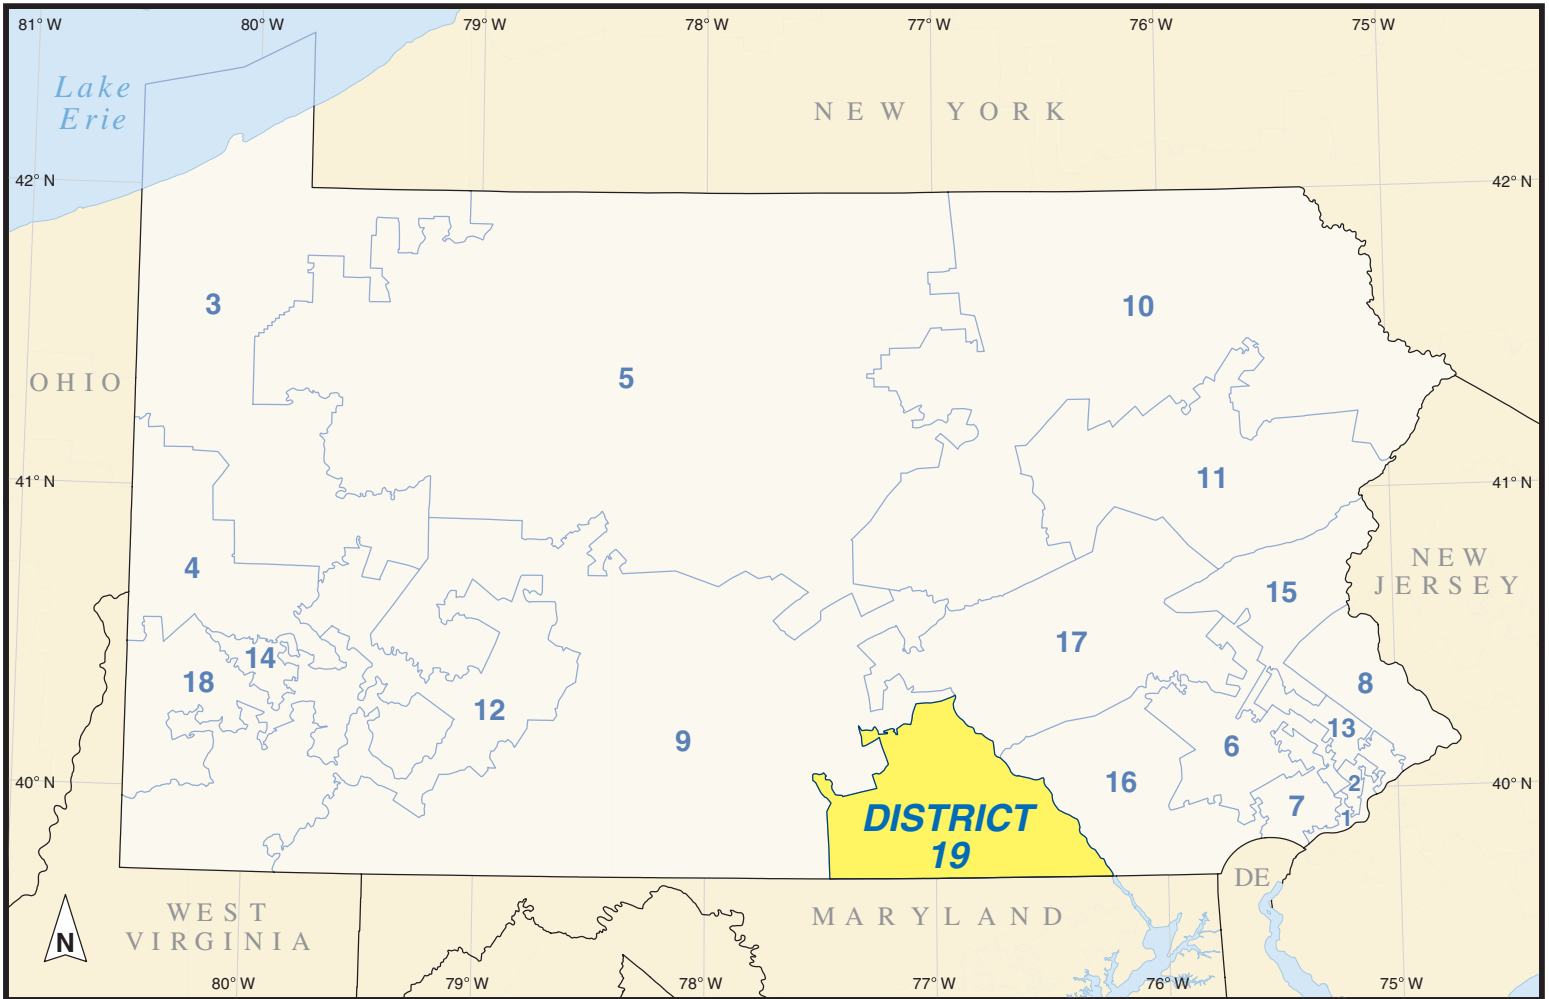 81° W 80° W 79° W 78° W 77° W 76° W 75° W
Lake
Erie
NEW YORK
42° N 42° N
3
10
5
OHIO
41° N 41° N
11
NEW
JERSEY
4
15
17
14
18
8
12
9
13
6
40° N 40° N
16
2
7
1
DISTRICT
19
DE
WEST
VIRGINIA
MARYLAND
N
80° W 79° W 78° W 77° W 76° W 75° W